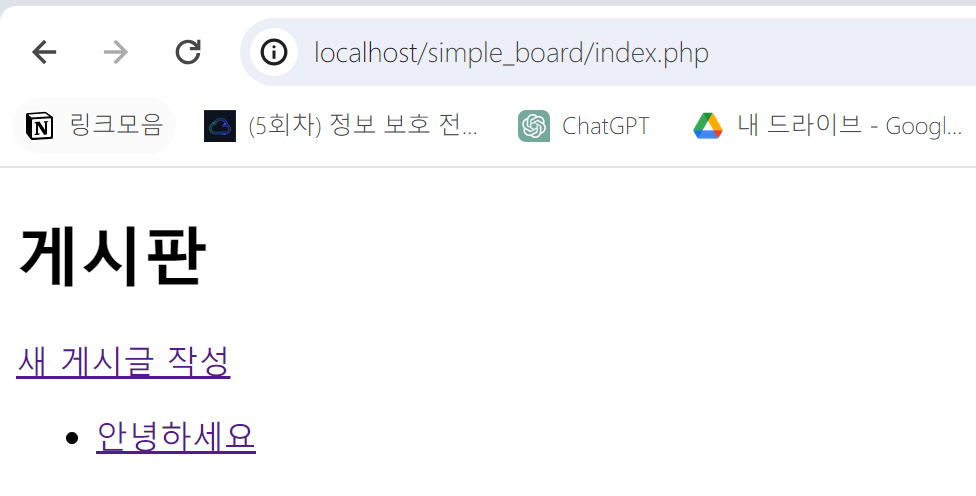 localhost/simple_board/index.php
링크모음 (5회차) 정보 보호 전... ChatGPT 내 드라이브 - Googl...
게시판
새 게시글 작성
안녕하세요